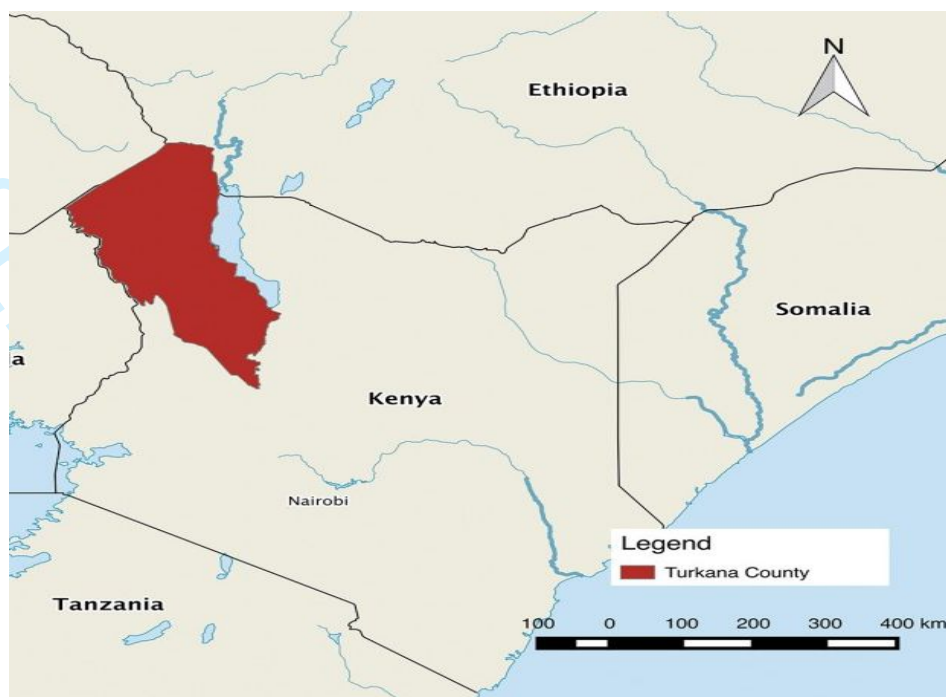 N
Ethiopia
Somalia
a
Kenya
Nairobi
Legend
Turkana County
Tanzania
100 0 100 200 300 400 km